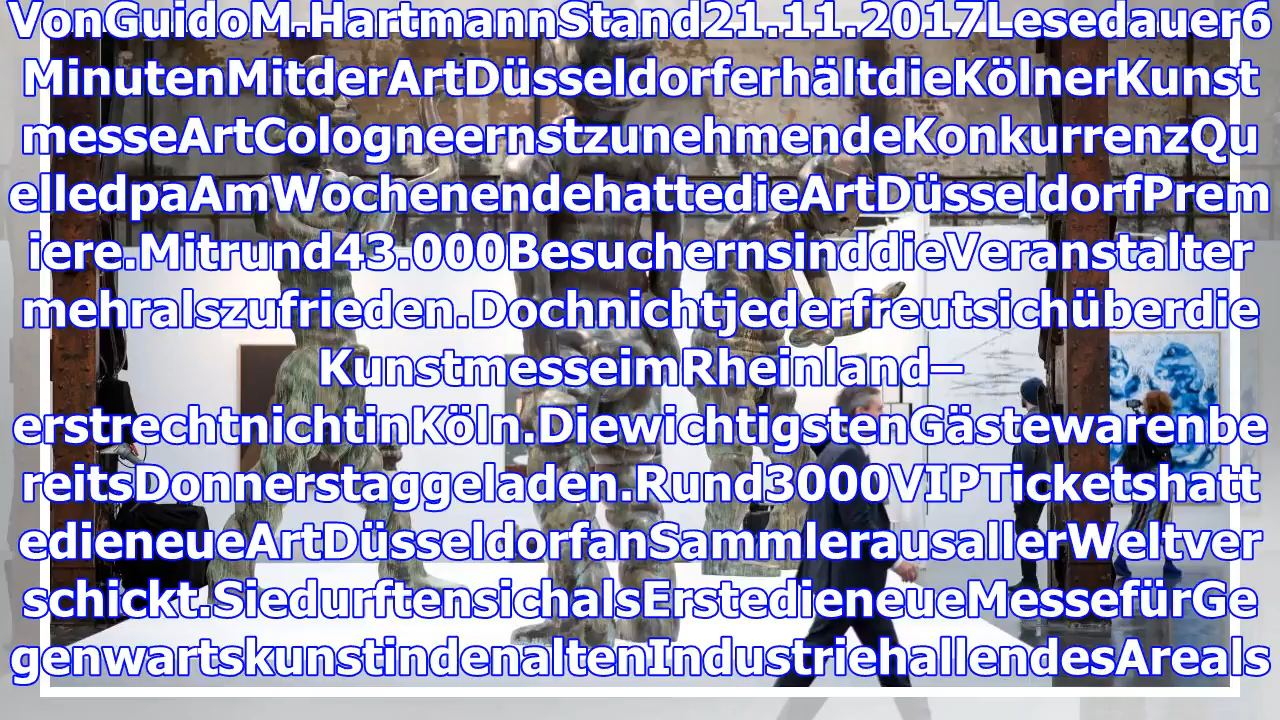 VonGuidoM.HartmannStand21.11.2017Lesedauer6
MinutenMitderArtDüsseldorferhältdieKölnerKunst
messeArtCologneernstzunehmendeKonkurrenzQu
elledpaAmWochenendehattedieArtDüsseldorfPrem
iere.Mitrund43.000BesuchernsinddieVeranstalter
mehralszufrieden.Dochnichtjederfreutsichüberdie
KunstmesseimRheinland—
erstrechtnichtinKöln.DiewichtigstenGästewarenbe
reitsDonnerstaggeladen.Rund3000VIPTicketshatt
edieneueArtDüsseldorfanSammlerausallerWeltver
schickt.SiedurftensichalsErstedieneueMessefürGe
genwartskunstindenaltenIndustriehallendesAreals